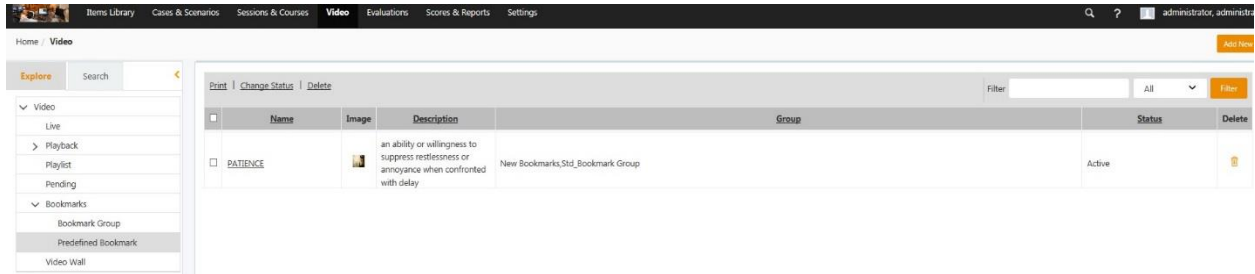 Items Library Cases & Scenarios Sessions & Courses Video Evaluations Scores & Reports Settings ? administrator, administra
Home / Video
Add New
Explore Search
Print | Change Status | Delete
Filter All Filter
Name Image Description Group Status Delete
PATIENCE
an ability or willingness to
suppress restlessness or
annoyance when confronted
with delay
New Bookmarks,Std_Bookmark Group
Active
Video
Live
Playback
Playlist
Pending
Bookmarks
Bookmark Group
Predefined Bookmark
Video Wall